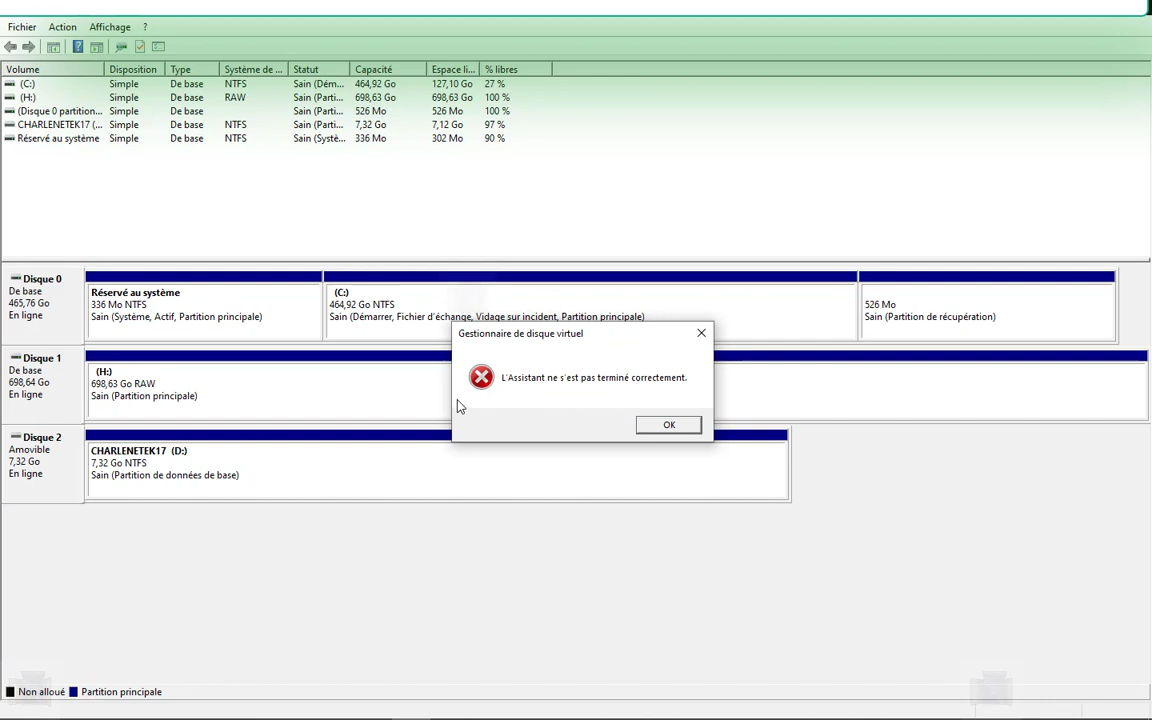 Fichier Action Affichage ?
Volume Disposition Type Système de ... Statut Capacité Espace li... % libres
(C:) Simple De base NTFS Sain (Dém... 464,92 Go 127,10 Go 27 %
(H:) Simple De base RAW Sain (Parti... 698,63 Go 698,63 Go 100 %
(Disque 0 partition... Simple De base Sain (Parti... 526 Mo 526 Mo 100 %
CHARLENETEK17 (... Simple De base NTFS Sain (Parti... 7,32 Go 7,12 Go 97 %
Réservé au système Simple De base NTFS Sain (Systè... 336 Mo 302 Mo 90 %
Disque 0
De base
465,76 Go
En ligne
Réservé au système
336 Mo NTFS
Sain (Système, Actif, Partition principale)
(C:)
464,92 Go NTFS
Sain (Démarrer, Fichier d'échange, Vidage sur incident, Partition principale)
526 Mo
Sain (Partition de récupération)
Gestionnaire de disque virtuel
L'Assistant ne s'est pas terminé correctement.
OK
Disque 1
De base
698,64 Go
En ligne
(H:)
698,63 Go RAW
Sain (Partition principale)
Disque 2
Amovible
7,32 Go
En ligne
CHARLENETEK17 (D:)
7,32 Go NTFS
Sain (Partition de données de base)
Non alloué Partition principale